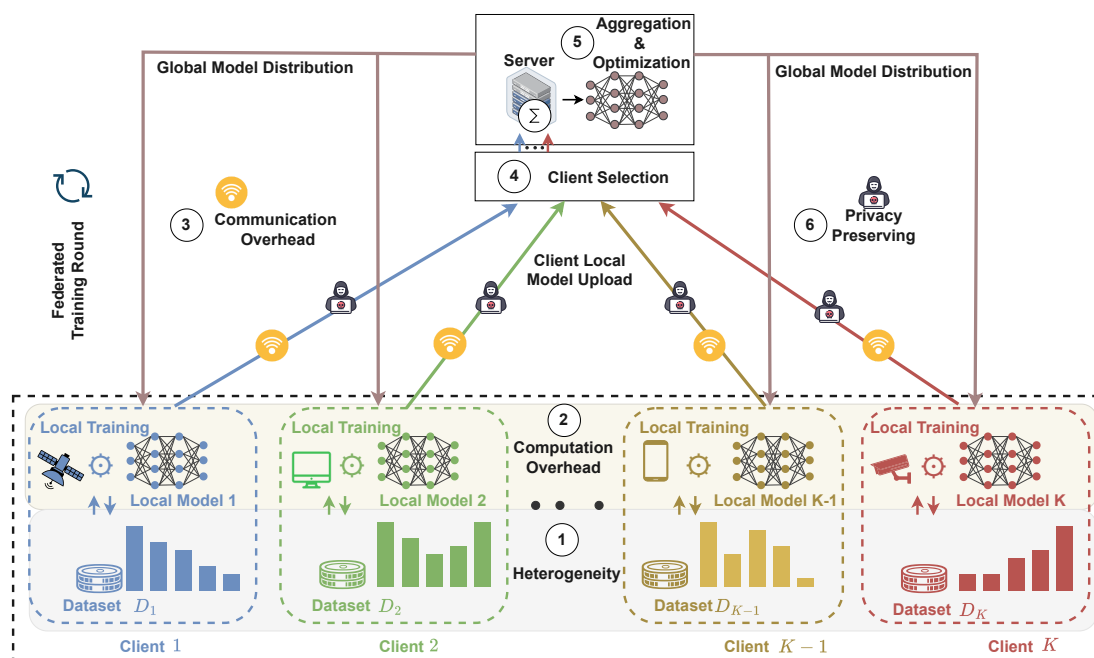 5
Aggregation
&
Optimization
Server
Σ
Global Model Distribution
Global Model Distribution
4
Client Selection
Federated
Training Round
3
Communication
Overhead
6
Privacy
Preserving
Client Local
Model Upload
2
Computation
Overhead
Local Training
Local Model 1
Local Training
Local Model 2
Local Training
Local Model K-1
Local Training
Local Model K
1
Heterogeneity
Dataset D_1
Dataset D_2
Dataset D_{K-1}
Dataset D_K
Client 1
Client 2
Client K − 1
Client K